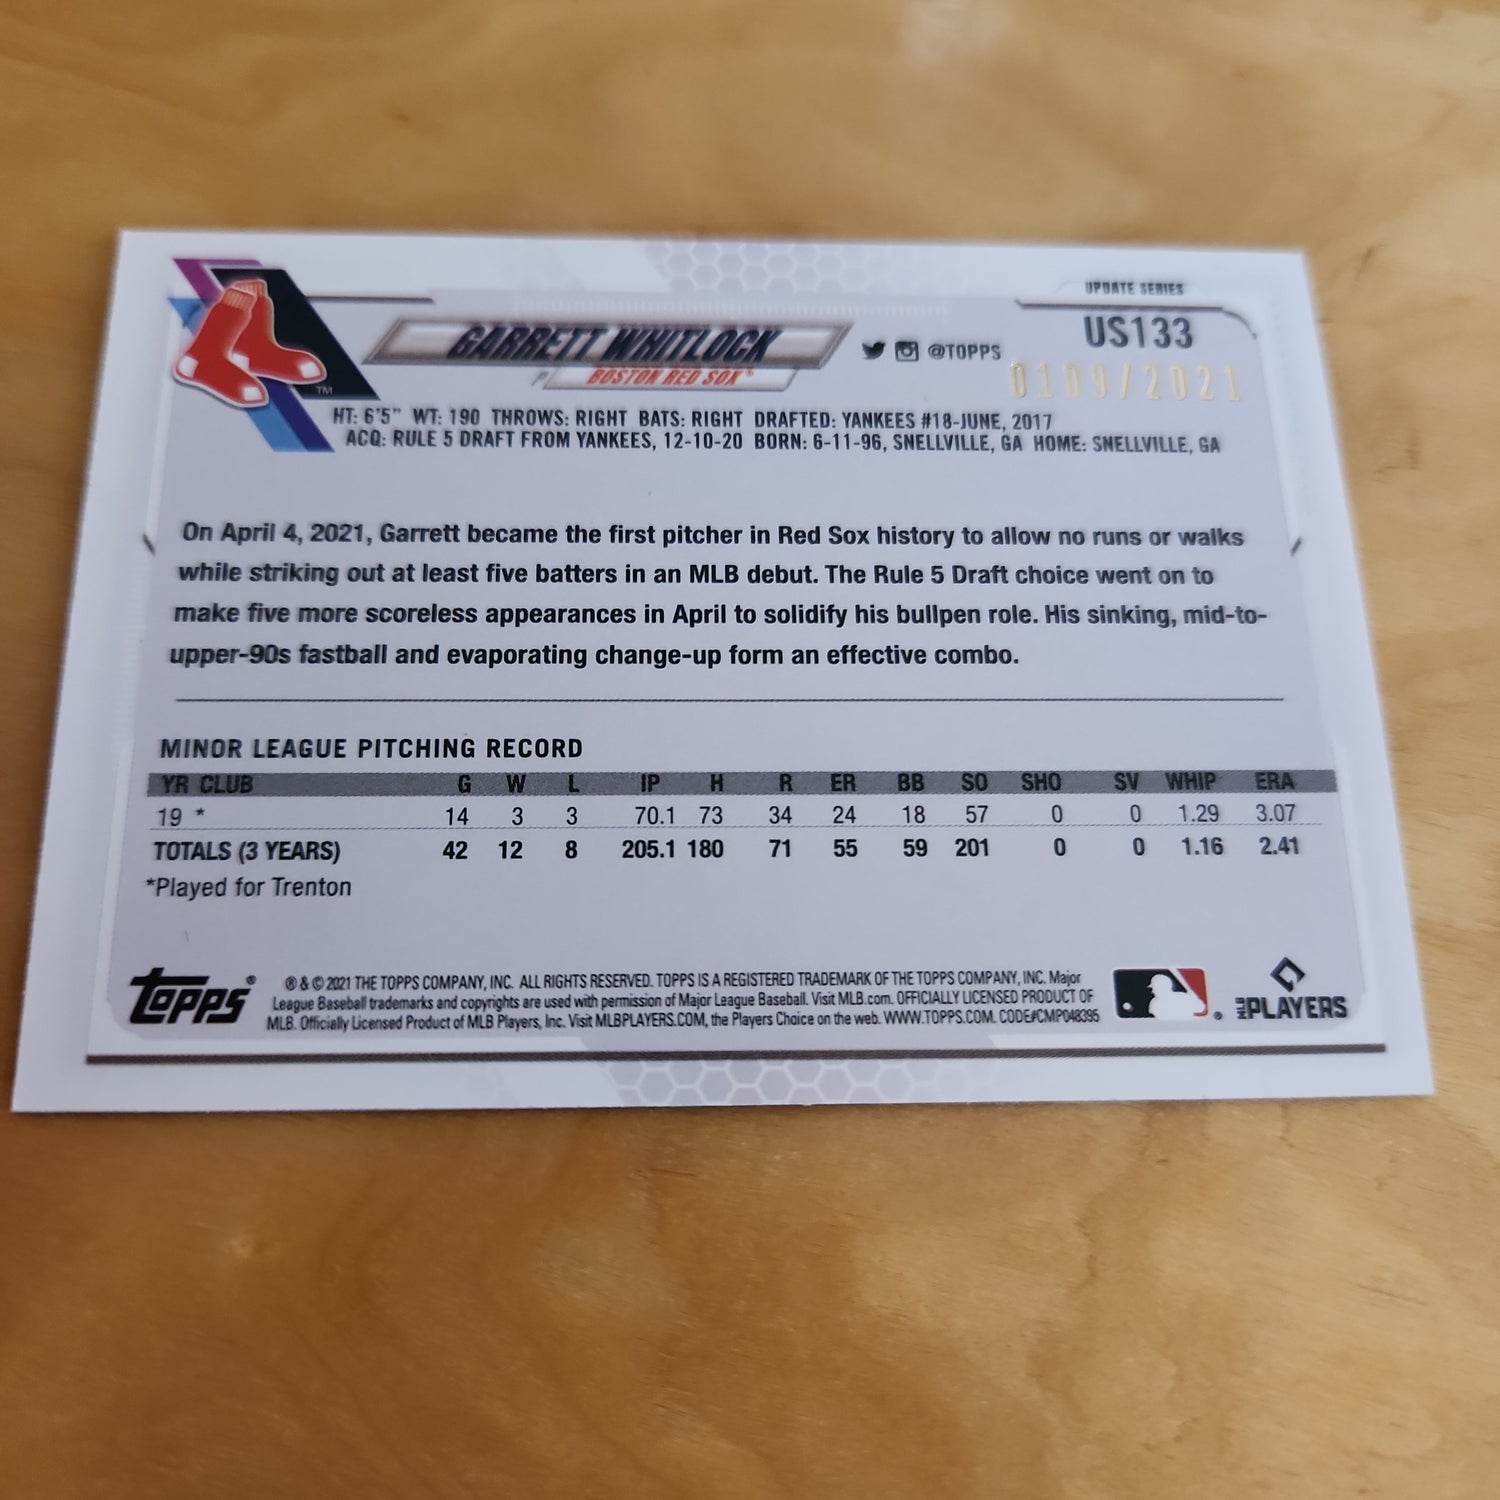 UPDATE SERIES
US133
GARRETT WHITLOCK
@TOPPS
P BOSTON RED SOX®
0109/2021
TM
HT: 6'5" WT: 190 THROWS: RIGHT BATS: RIGHT DRAFTED: YANKEES #18-JUNE, 2017
ACQ: RULE 5 DRAFT FROM YANKEES, 12-10-20 BORN: 6-11-96, SNELLVILLE, GA HOME: SNELLVILLE, GA
On April 4, 2021, Garrett became the first pitcher in Red Sox history to allow no runs or walks
while striking out at least five batters in an MLB debut. The Rule 5 Draft choice went on to
make five more scoreless appearances in April to solidify his bullpen role. His sinking, mid-to-
upper-90s fastball and evaporating change-up form an effective combo.
MINOR LEAGUE PITCHING RECORD
YR CLUB G W L IP H R ER BB SO SHO SV WHIP ERA
19 * 14 3 3 70.1 73 34 24 18 57 0 0 1.29 3.07
TOTALS (3 YEARS) 42 12 8 205.1 180 71 55 59 201 0 0 1.16 2.41
*Played for Trenton
Topps®
® & © 2021 THE TOPPS COMPANY, INC. ALL RIGHTS RESERVED. TOPPS IS A REGISTERED TRADEMARK OF THE TOPPS COMPANY, INC. Major
League Baseball trademarks and copyrights are used with permission of Major League Baseball. Visit MLB.com. OFFICIALLY LICENSED PRODUCT OF
MLB. Officially Licensed Product of MLB Players, Inc. Visit MLBPLAYERS.COM, the Players Choice on the web. WWW.TOPPS.COM. CODE#CMP048395
®
MLB PLAYERS